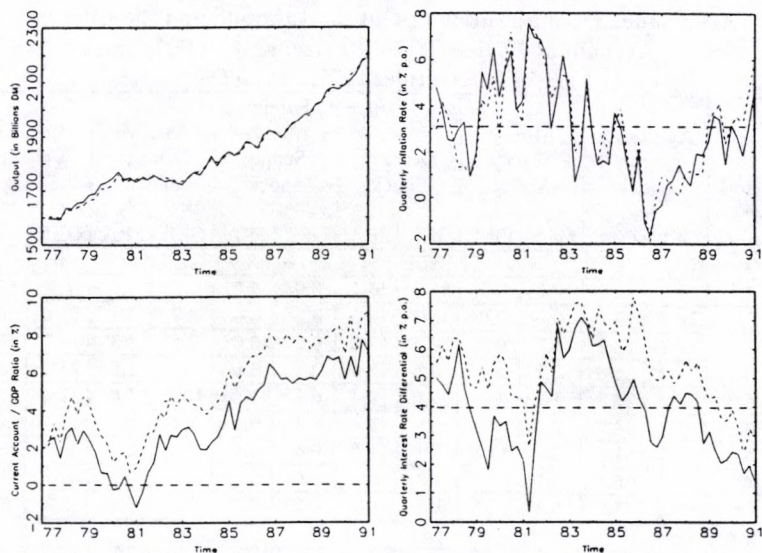 Output (in Billions DM)
2300
2100
1900
1700
1500
77 79 81 83 85 87 89 91
Time
Quarterly Inflation Rate (in % p.a.)
8
6
4
2
0
-2
77 79 81 83 85 87 89 91
Time
Current Account / GDP Ratio (in %)
10
8
6
4
2
0
-2
77 79 81 83 85 87 89 91
Time
Quarterly Interest Rate Differential (in % p.a.)
8
6
4
2
0
77 79 81 83 85 87 89 91
Time